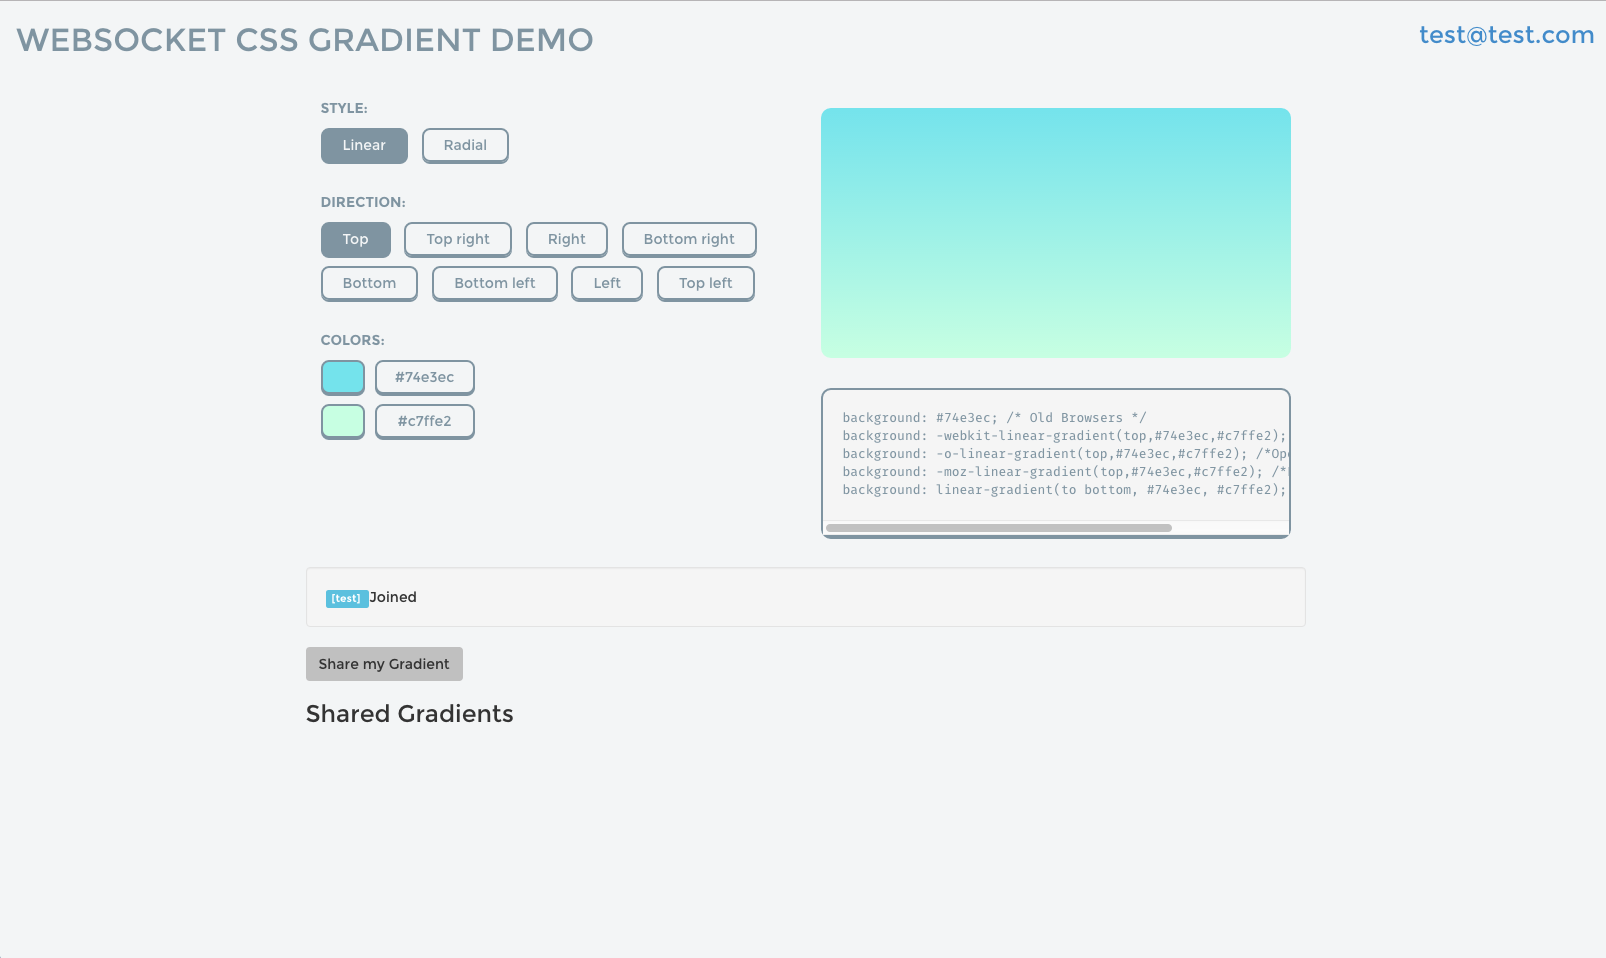 WEBSOCKET CSS GRADIENT DEMO
test@test.com
STYLE:
Linear Radial
DIRECTION:
Top Top right Right Bottom right
Bottom Bottom left Left Top left
COLORS:
#74e3ec
#c7ffe2
background: #74e3ec; /* Old Browsers */
background: -webkit-linear-gradient(top,#74e3ec,#c7ffe2);
background: -o-linear-gradient(top,#74e3ec,#c7ffe2); /*Op
background: -moz-linear-gradient(top,#74e3ec,#c7ffe2); /*
background: linear-gradient(to bottom, #74e3ec, #c7ffe2);
[test] Joined
Share my Gradient
Shared Gradients